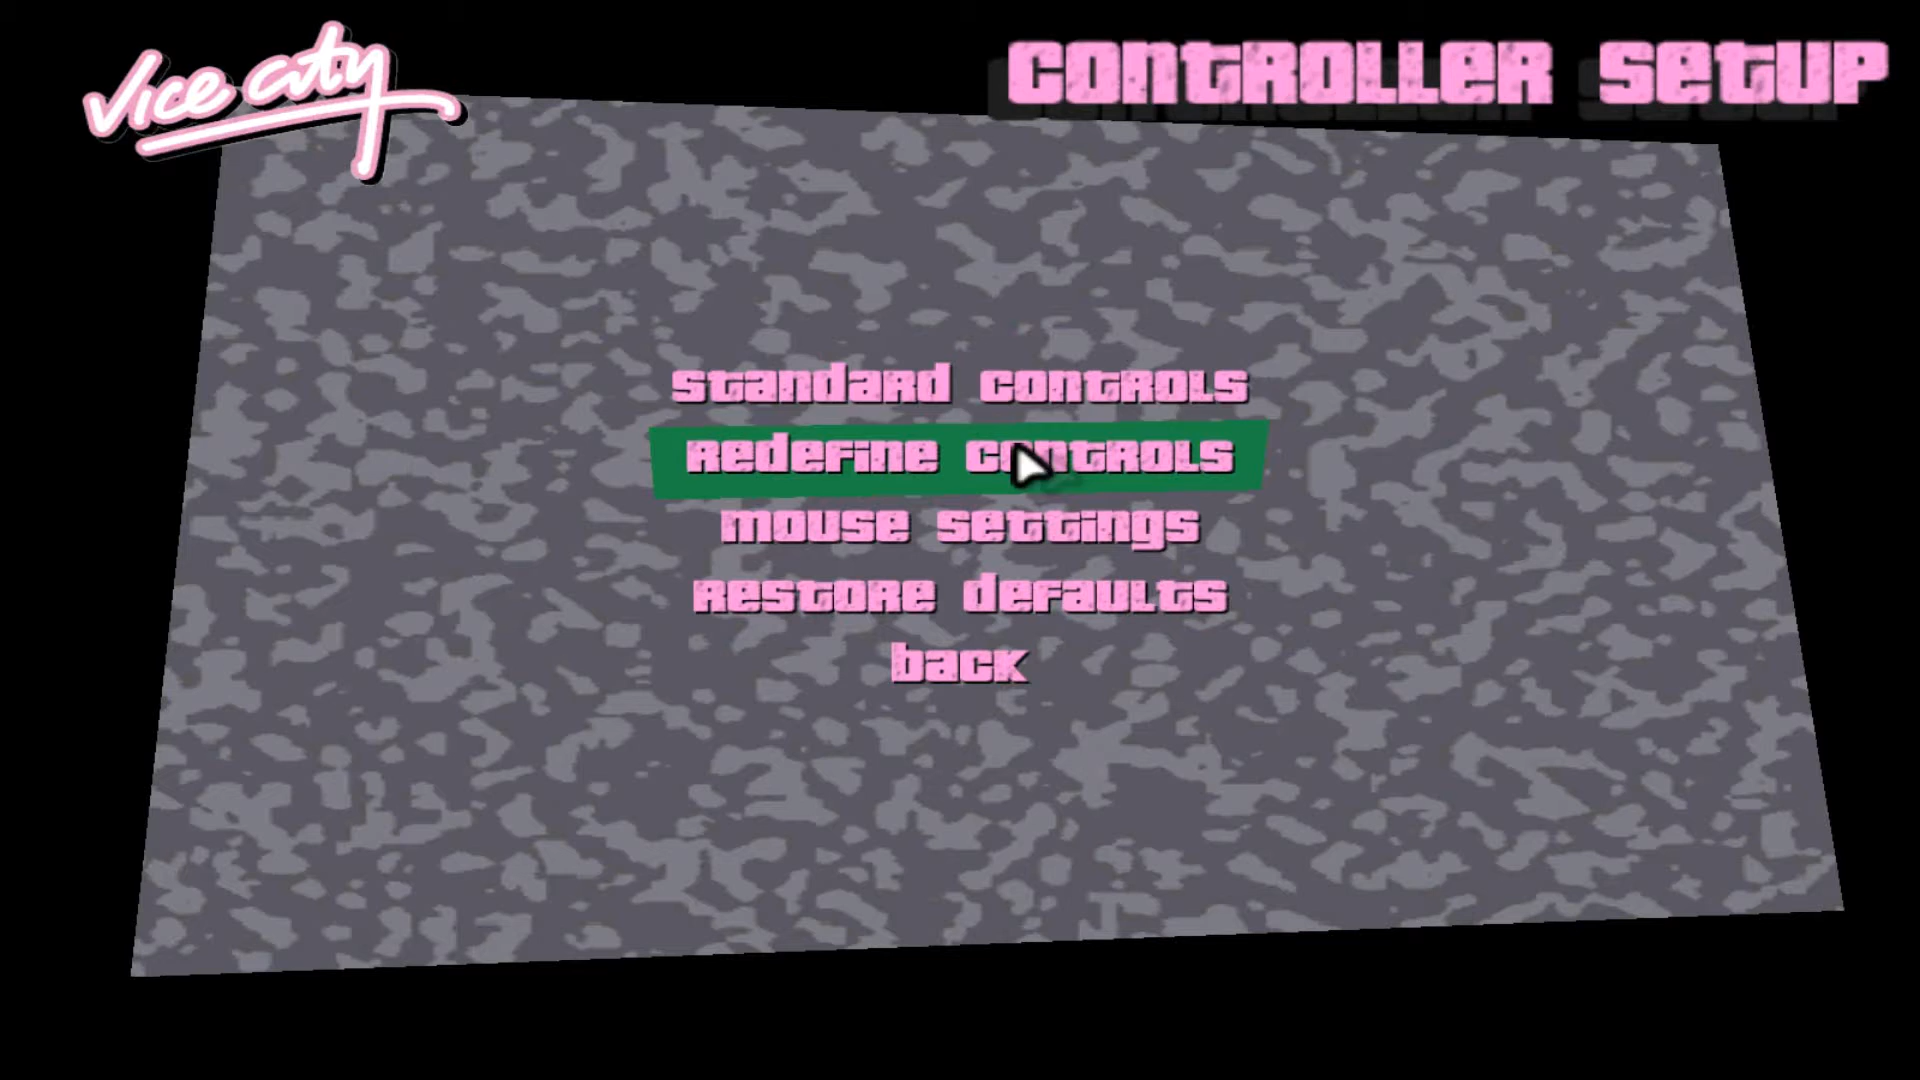 vice city
CONTROLLER SETUP
STANDARD CONTROLS
REDEFINE CONTROLS
MOUSE SETTINGS
RESTORE DEFAULTS
BACK